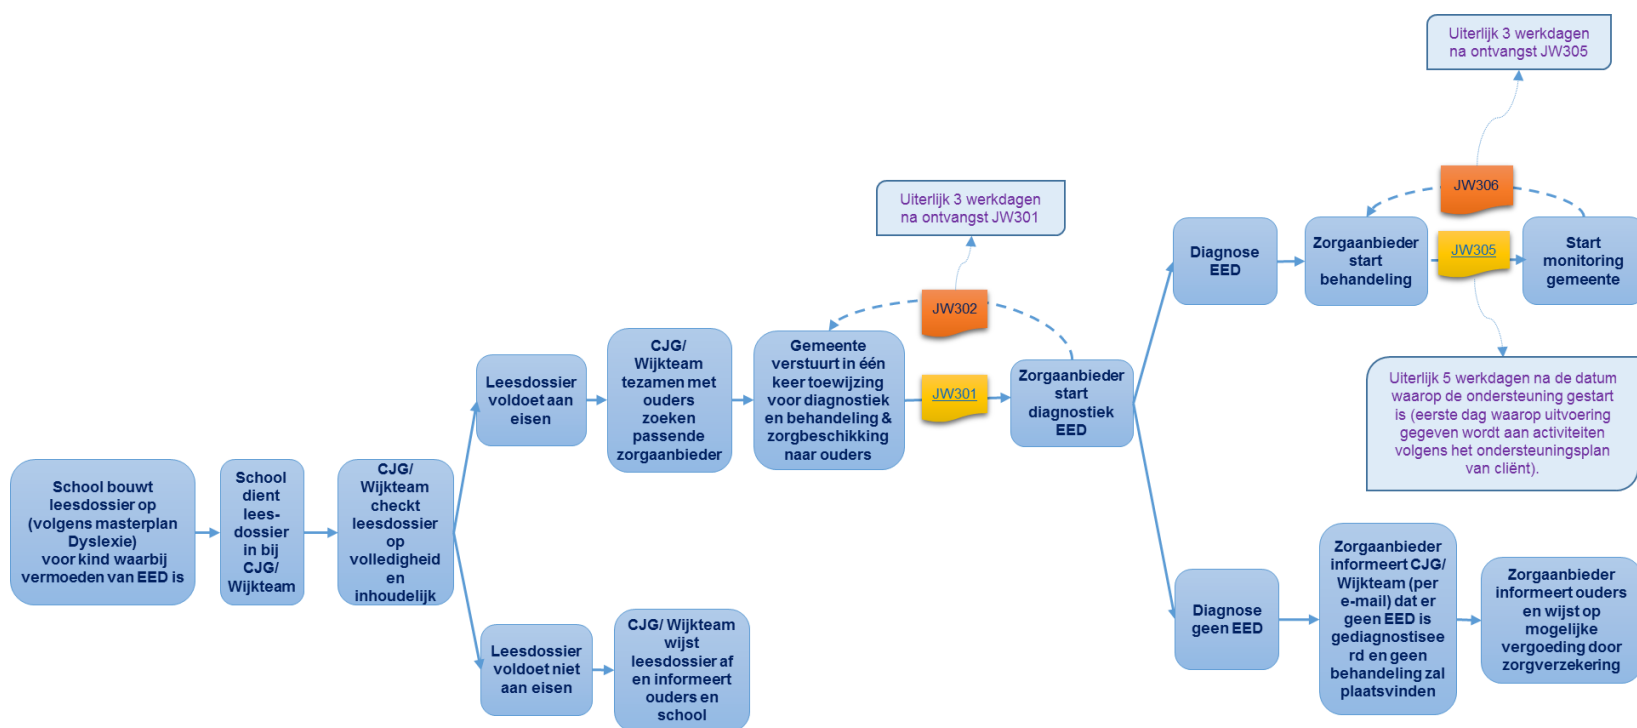 School bouwt
leesdossier op
(volgens masterplan
Dyslexie)
voor kind waarbij
vermoeden van EED is
School
dient
lees-
dossier
in bij
CJG/
Wijkteam
CJG/
Wijkteam
checkt
leesdossier
op
volledigheid
en
inhoudelijk
Leesdossier
voldoet aan
eisen
CJG/
Wijkteam
tezamen met
ouders
zoeken
passende
zorgaanbieder
Gemeente
verstuurt in één
keer toewijzing
voor diagnostiek
en behandeling &
zorgbeschikking
naar ouders
JW301
JW302
Uiterlijk 3 werkdagen
na ontvangst JW301
Zorgaanbieder
start
diagnostiek
EED
Leesdossier
voldoet niet
aan eisen
CJG/ Wijkteam
wijst
leesdossier af
en informeert
ouders en
school
Diagnose
EED
Zorgaanbieder
start
behandeling
JW305
JW306
Uiterlijk 3 werkdagen
na ontvangst JW305
Start
monitoring
gemeente
Uiterlijk 5 werkdagen na de datum
waarop de ondersteuning gestart
is (eerste dag waarop uitvoering
gegeven wordt aan activiteiten
volgens het ondersteuningsplan
van cliënt).
Diagnose
geen EED
Zorgaanbieder
informeert CJG/
Wijkteam (per
e-mail) dat er
geen EED is
gediagnostisee
rd en geen
behandeling zal
plaatsvinden
Zorgaanbieder
informeert ouders
en wijst op
mogelijke
vergoeding door
zorgverzekering